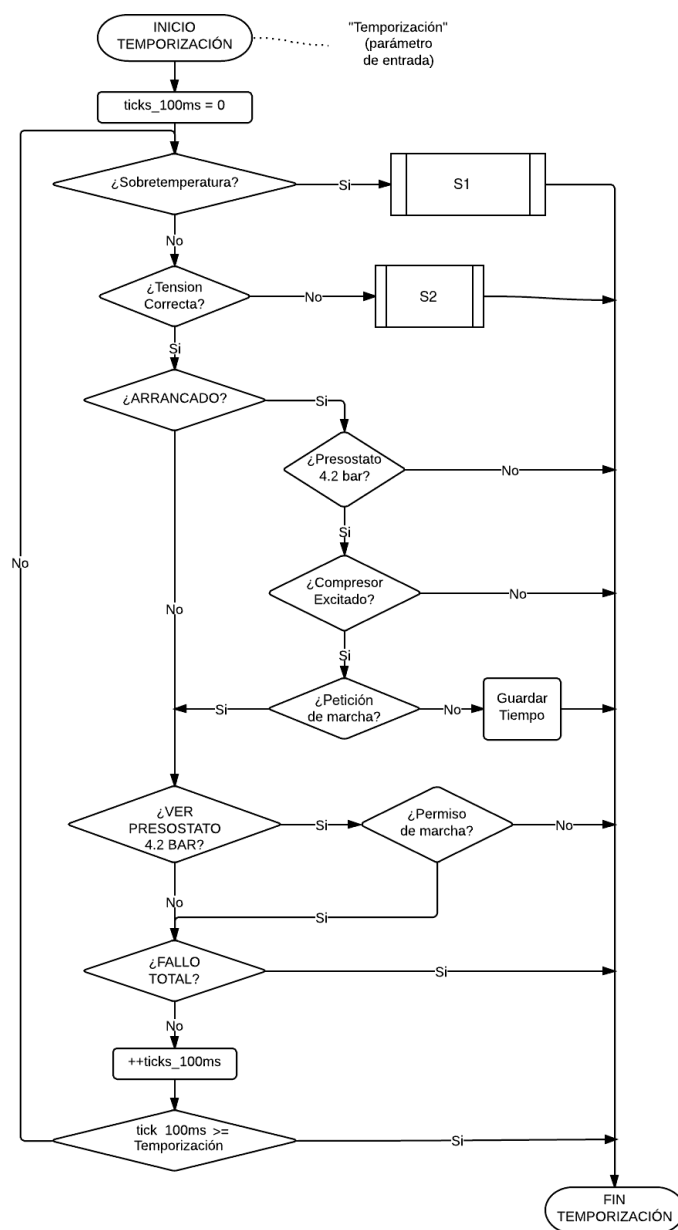 INICIO
TEMPORIZACIÓN
"Temporización"
(parámetro
de entrada)
ticks_100ms = 0
¿Sobretemperatura?
Si
S1
No
¿Tension
Correcta?
No
S2
Si
¿ARRANCADO?
Si
¿Presostato
4.2 bar?
No
Si
No
¿Compresor
Excitado?
No
No
Si
¿Petición
de marcha?
Si
No
Guardar
Tiempo
¿VER
PRESOSTATO
4.2 BAR?
Si
¿Permiso
de marcha?
No
No
Si
¿FALLO
TOTAL?
Si
No
++ticks_100ms
tick_100ms >=
Temporización
Si
FIN
TEMPORIZACIÓN